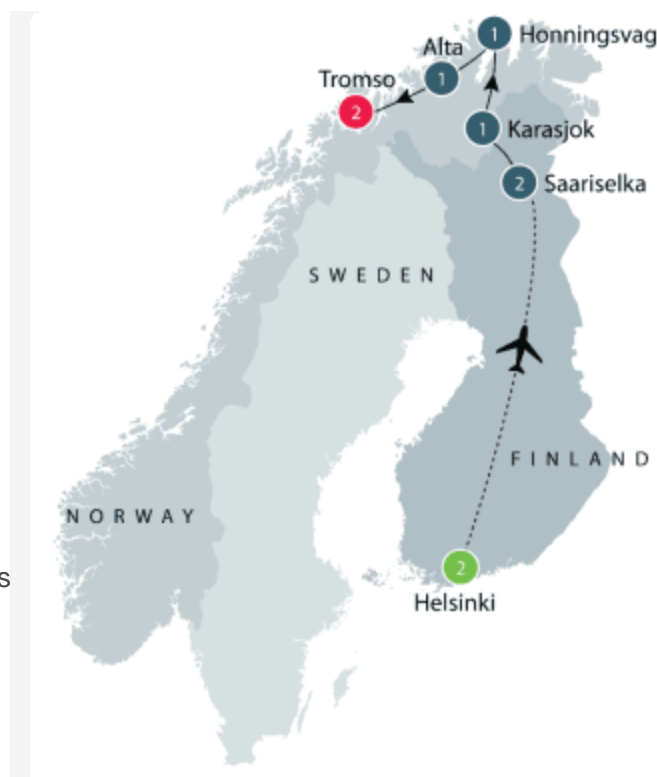 1 Honningsvag
Alta
1
Tromso
2
1 Karasjok
2 Saariselka
SWEDEN
FINLAND
NORWAY
s
2
Helsinki